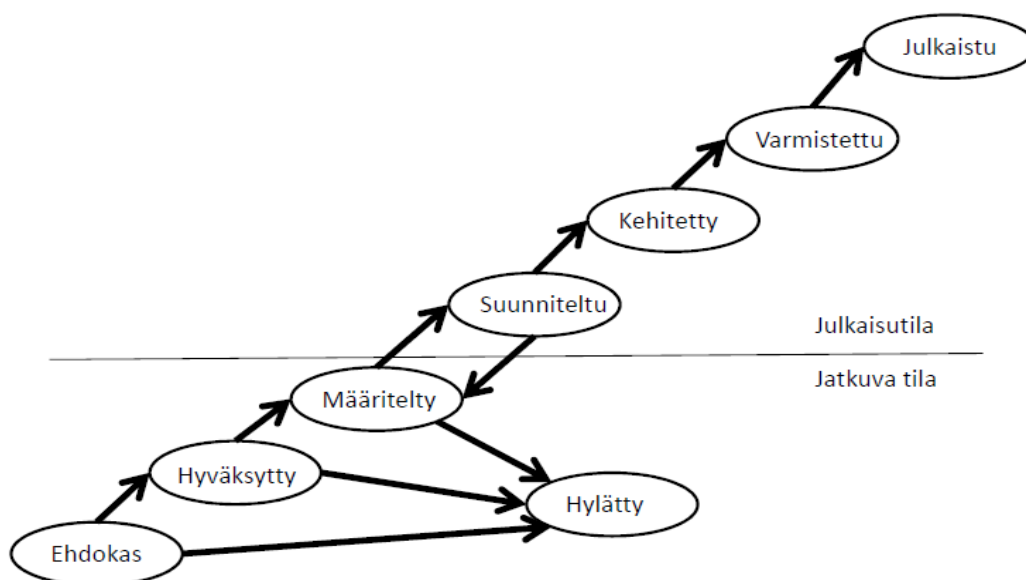 Julkaistu
Varmistettu
Kehitetty
Suunniteltu
Julkaisutila
Jatkuva tila
Määritelty
Hyväksytty
Hylätty
Ehdokas